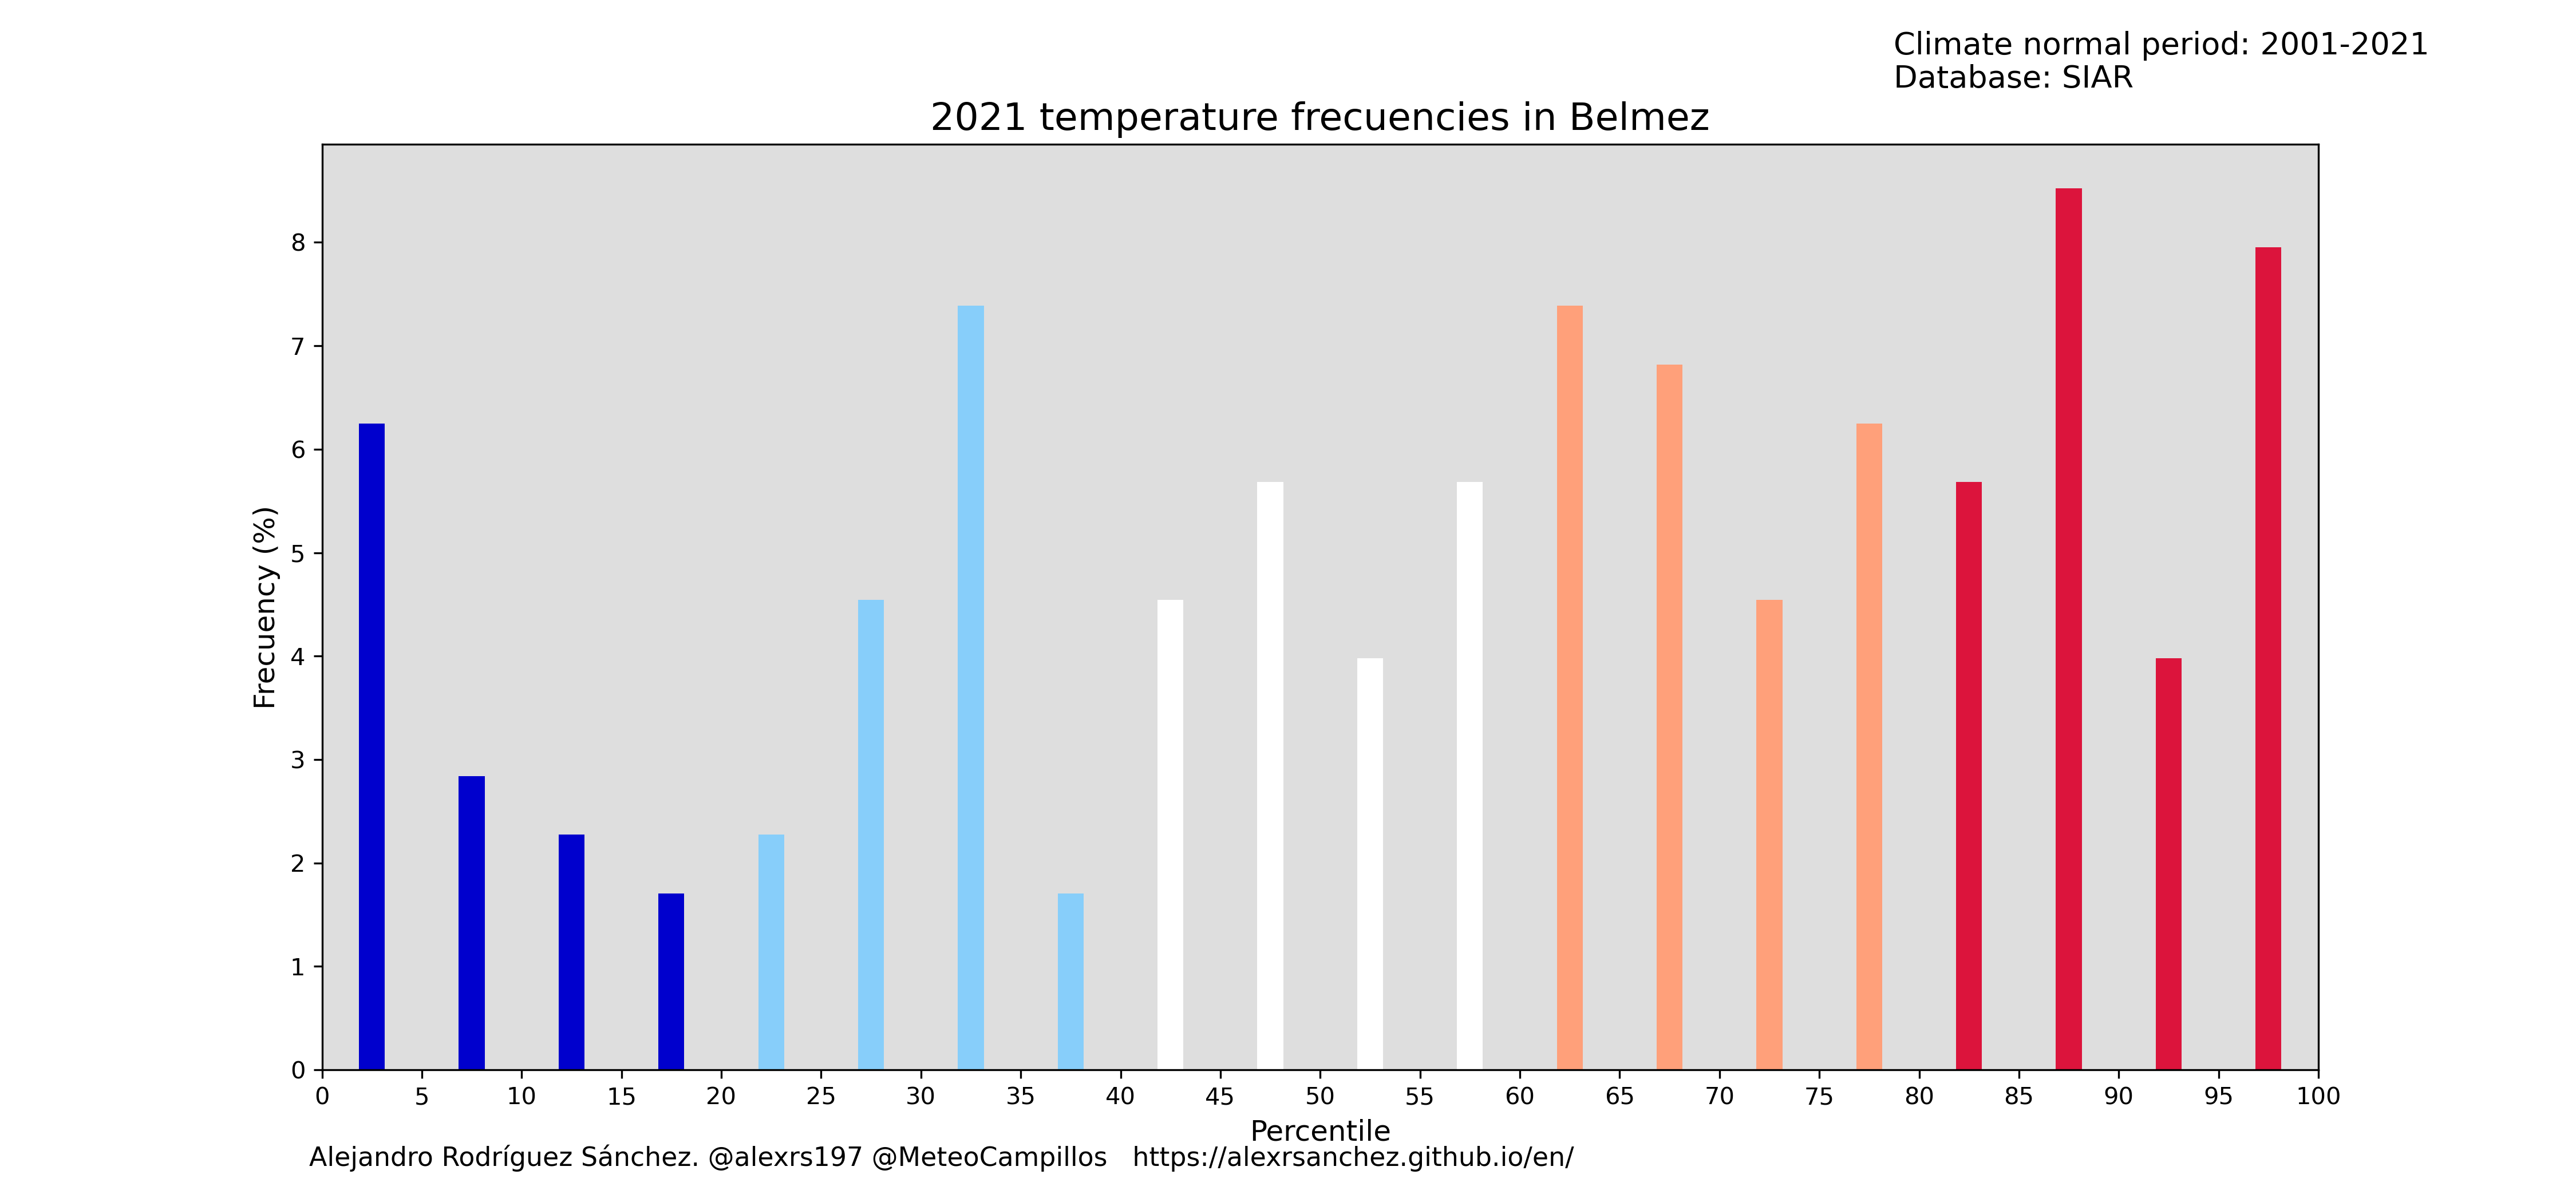 Climate normal period: 2001-2021
Database: SIAR
2021 temperature frecuencies in Belmez
8
7
6
5
4
3
2
1
0
Frecuency (%)
0 5 10 15 20 25 30 35 40 45 50 55 60 65 70 75 80 85 90 95 100
Percentile
Alejandro Rodríguez Sánchez. @alexrs197 @MeteoCampillos https://alexrsanchez.github.io/en/